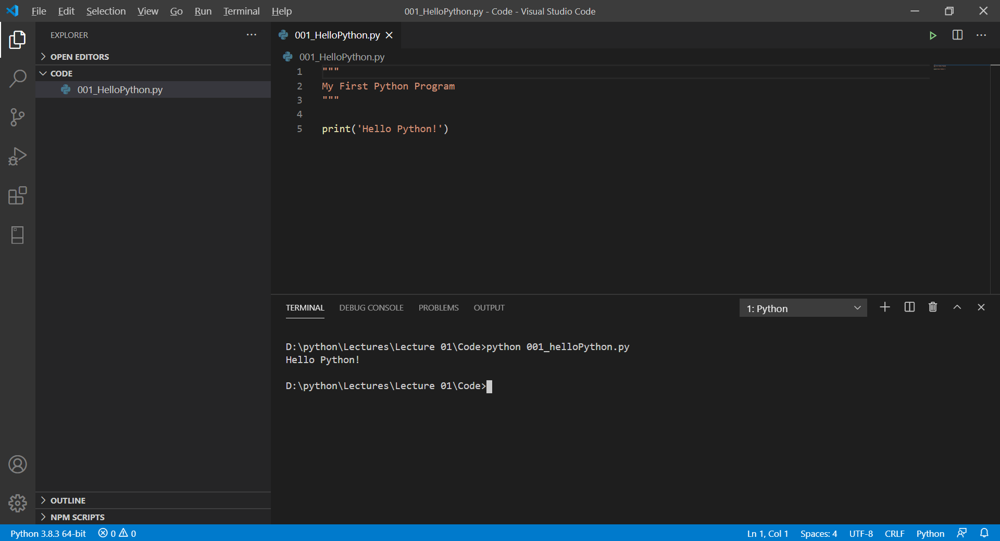 File Edit Selection View Go Run Terminal Help 001_HelloPython.py - Code - Visual Studio Code
EXPLORER
OPEN EDITORS
CODE
001_HelloPython.py
001_HelloPython.py
001_HelloPython.py
1 """
2 My First Python Program
3 """
4
5 print('Hello Python!')
TERMINAL DEBUG CONSOLE PROBLEMS OUTPUT 1: Python
D:\python\Lectures\Lecture 01\Code>python 001_helloPython.py
Hello Python!
D:\python\Lectures\Lecture 01\Code>
OUTLINE
NPM SCRIPTS
Python 3.8.3 64-bit 0 0 Ln 1, Col 1 Spaces: 4 UTF-8 CRLF Python